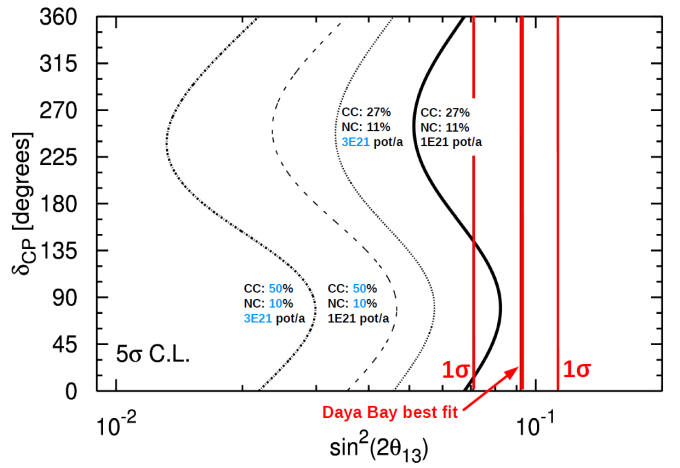 360
315
270
225
180
135
90
45
0
δCP [degrees]
CC: 27%
NC: 11%
3E21 pot/a
CC: 27%
NC: 11%
1E21 pot/a
CC: 50%
NC: 10%
3E21 pot/a
CC: 50%
NC: 10%
1E21 pot/a
5σ C.L.
1σ
1σ
Daya Bay best fit
10-2
10-1
sin2(2θ13)